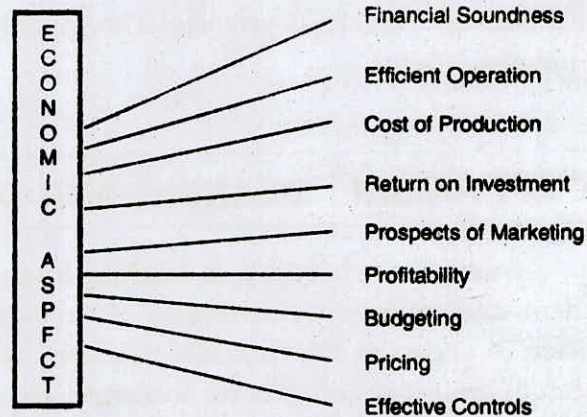 ECONOMIC ASPFCT
Financial Soundness
Efficient Operation
Cost of Production
Return on Investment
Prospects of Marketing
Profitability
Budgeting
Pricing
Effective Controls